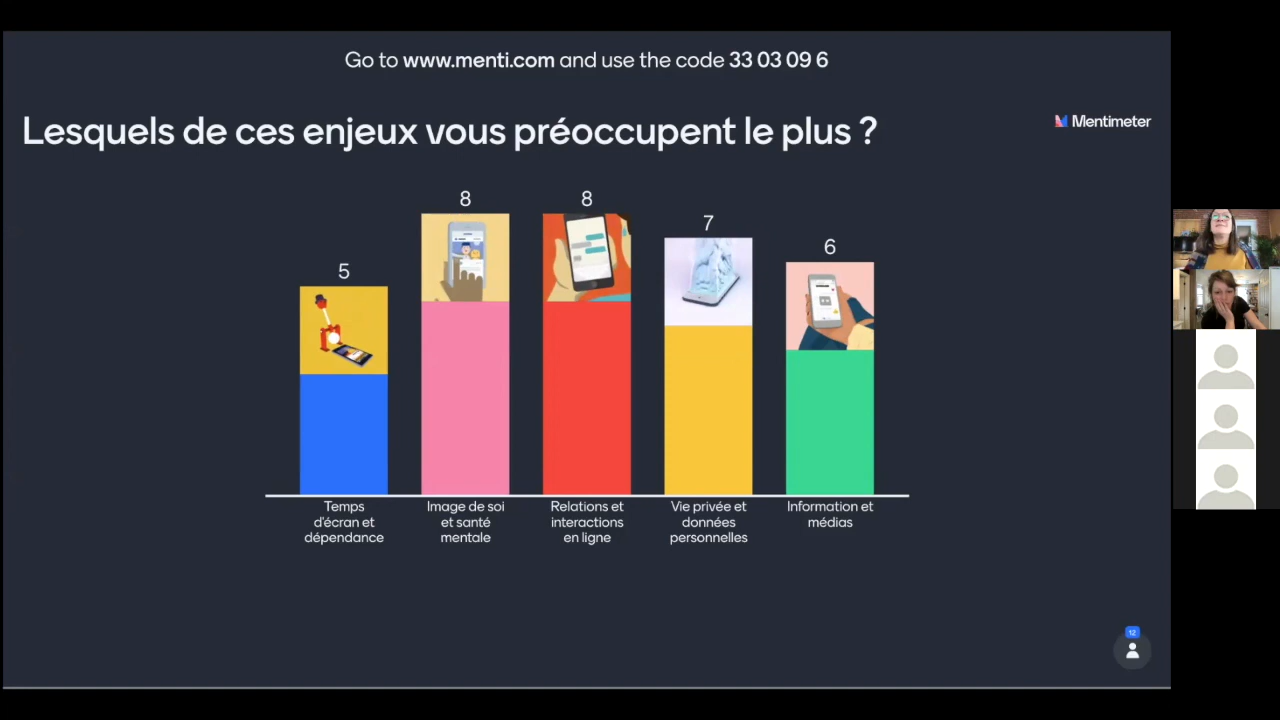 Go to www.menti.com and use the code 33 03 09 6
Lesquels de ces enjeux vous préoccupent le plus ?
Mentimeter
5
8
8
7
6
Temps
d'écran et
dépendance
Image de soi
et santé
mentale
Relations et
interactions
en ligne
Vie privée et
données
personnelles
Information et
médias
12